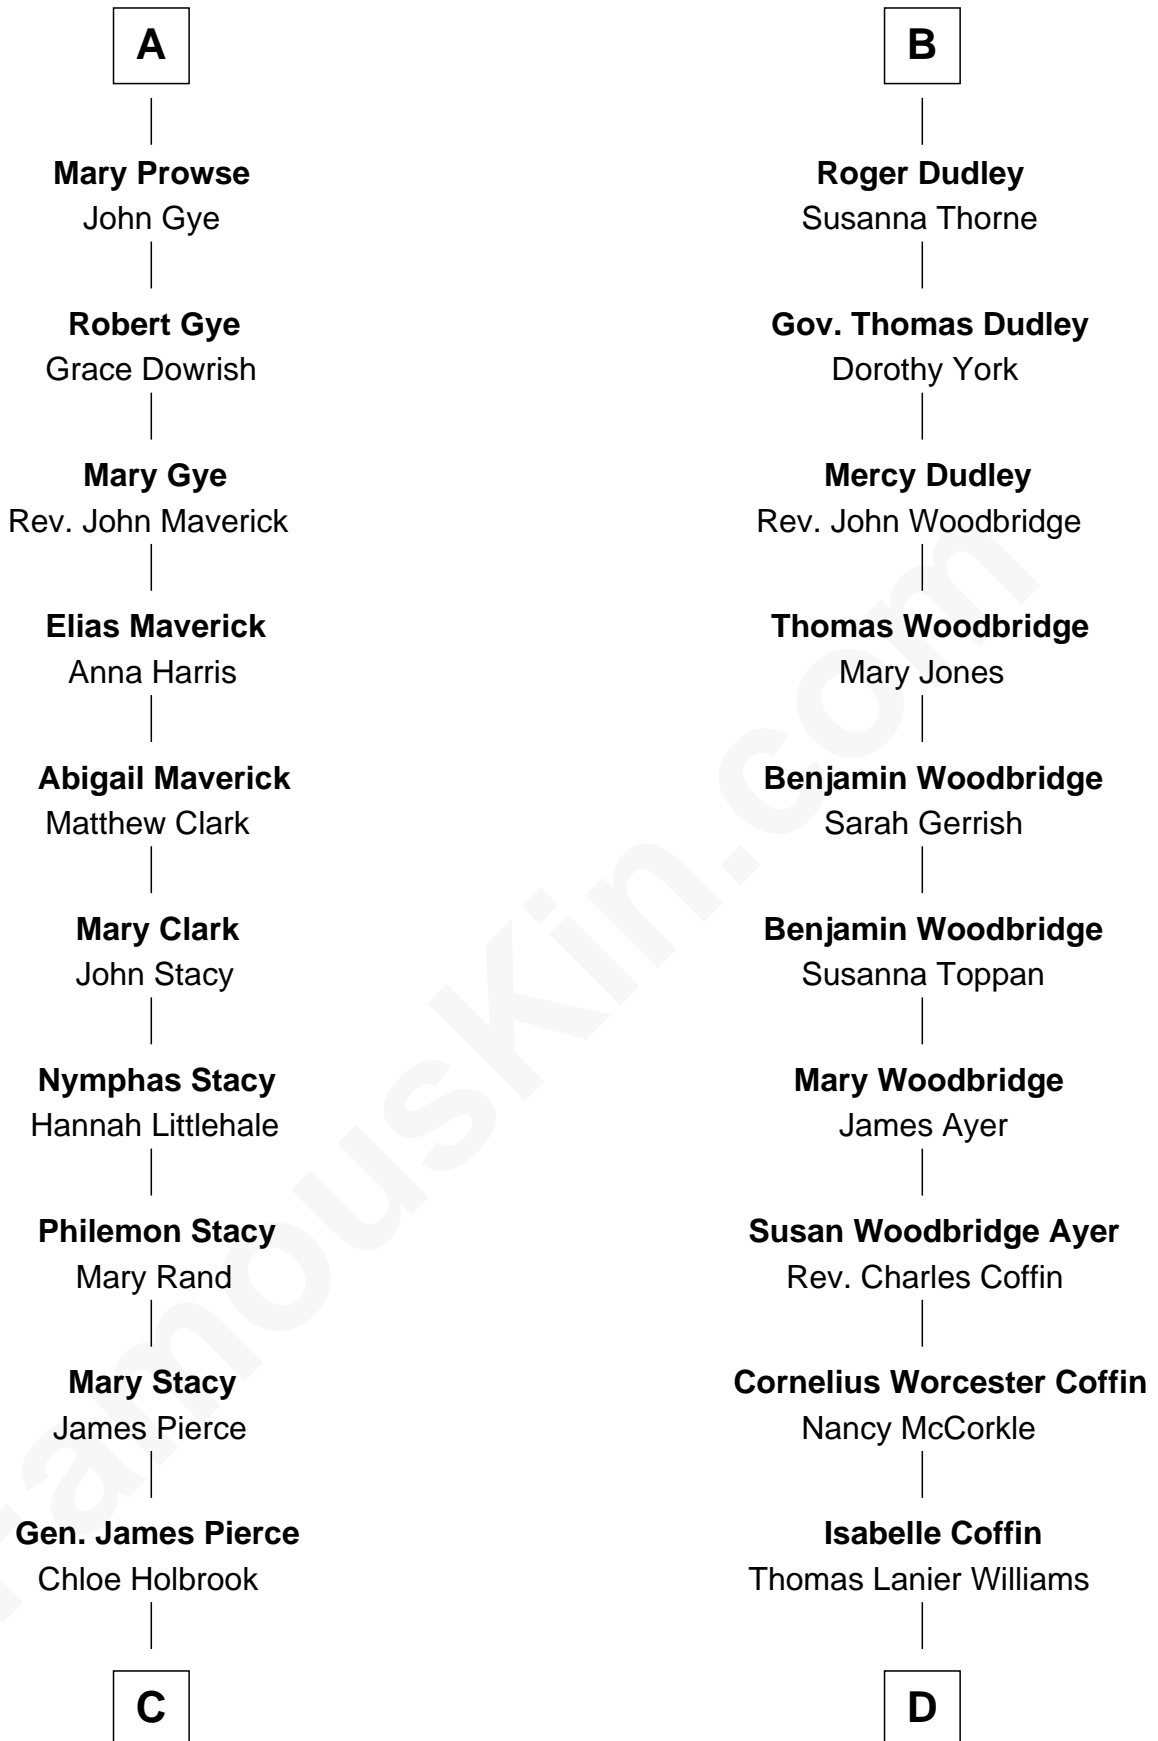 A
Mary Prowse
John Gye
Robert Gye
Grace Dowrish
Mary Gye
Rev. John Maverick
Elias Maverick
Anna Harris
Abigail Maverick
Matthew Clark
Mary Clark
John Stacy
Nymphas Stacy
Hannah Littlehale
Philemon Stacy
Mary Rand
Mary Stacy
James Pierce
Gen. James Pierce
Chloe Holbrook
C
B
Roger Dudley
Susanna Thorne
Gov. Thomas Dudley
Dorothy York
Mercy Dudley
Rev. John Woodbridge
Thomas Woodbridge
Mary Jones
Benjamin Woodbridge
Sarah Gerrish
Benjamin Woodbridge
Susanna Toppan
Mary Woodbridge
James Ayer
Susan Woodbridge Ayer
Rev. Charles Coffin
Cornelius Worcester Coffin
Nancy McCorkle
Isabelle Coffin
Thomas Lanier Williams
D
FamousKin.com